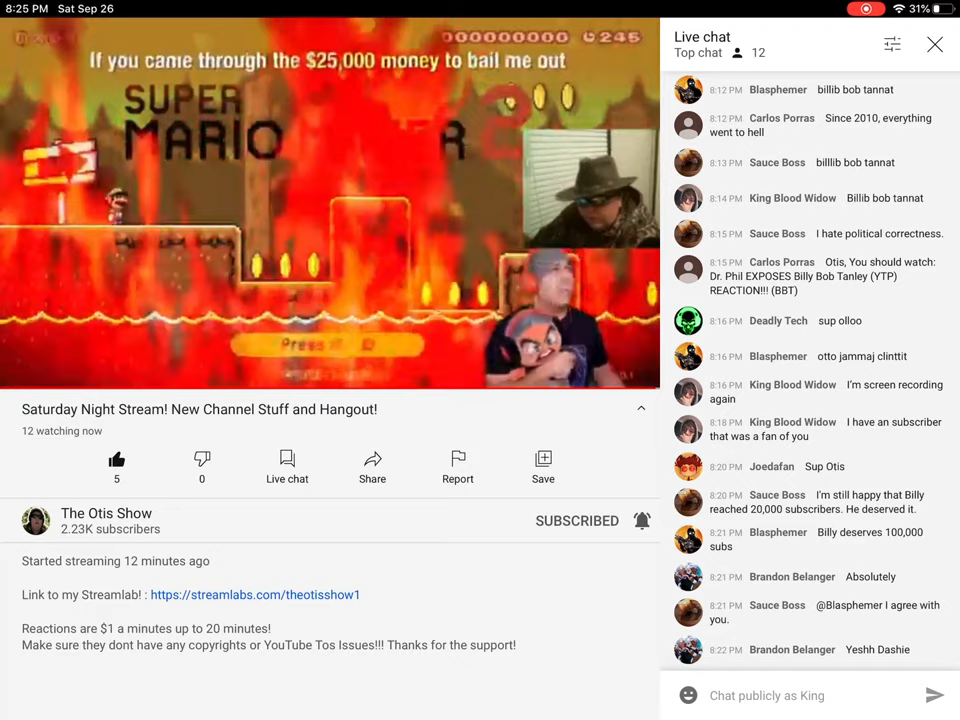 8:25 PM Sat Sep 26
31%
000000000 245
If you came through the $25,000 money to bail me out
SUPER
MARIO R 2
Press
Saturday Night Stream! New Channel Stuff and Hangout!
12 watching now
5
0
Live chat
Share
Report
Save
The Otis Show
2.23K subscribers
SUBSCRIBED
Started streaming 12 minutes ago
Link to my Streamlab! : https://streamlabs.com/theotisshow1
Reactions are $1 a minutes up to 20 minutes!
Make sure they dont have any copyrights or YouTube Tos Issues!!! Thanks for the support!
Live chat
Top chat 12
8:12 PM Blasphemer billib bob tannat
8:12 PM Carlos Porras Since 2010, everything
went to hell
8:13 PM Sauce Boss billlib bob tannat
8:14 PM King Blood Widow Billib bob tannat
8:15 PM Sauce Boss I hate political correctness.
8:15 PM Carlos Porras Otis, You should watch:
Dr. Phil EXPOSES Billy Bob Tanley (YTP)
REACTION!!! (BBT)
8:16 PM Deadly Tech sup olloo
8:16 PM Blasphemer otto jammaj clinttit
8:16 PM King Blood Widow I'm screen recording
again
8:18 PM King Blood Widow I have an subscriber
that was a fan of you
8:20 PM Joedafan Sup Otis
8:20 PM Sauce Boss I'm still happy that Billy
reached 20,000 subscribers. He deserved it.
8:21 PM Blasphemer Billy deserves 100,000
subs
8:21 PM Brandon Belanger Absolutely
8:21 PM Sauce Boss @Blasphemer I agree with
you.
8:22 PM Brandon Belanger Yeshh Dashie
Chat publicly as King